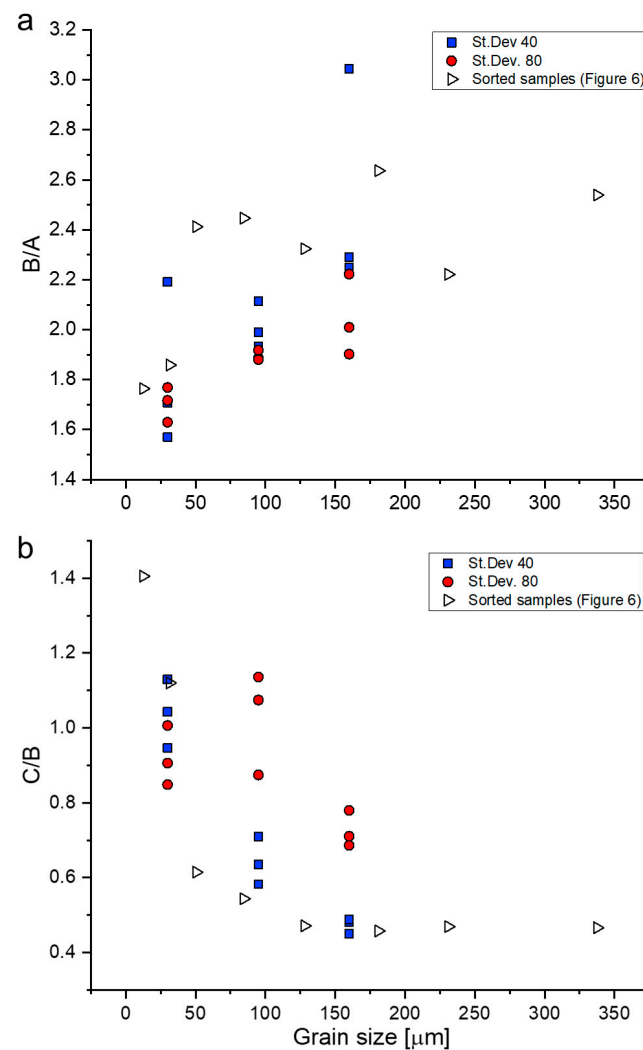 a
3.2
3.0
2.8
2.6
2.4
2.2
2.0
1.8
1.6
1.4
B/A
St.Dev 40
St.Dev. 80
Sorted samples (Figure 6)
0 50 100 150 200 250 300 350
b
1.4
1.2
1.0
0.8
0.6
0.4
C/B
St.Dev 40
St.Dev. 80
Sorted samples (Figure 6)
0 50 100 150 200 250 300 350
Grain size [μm]